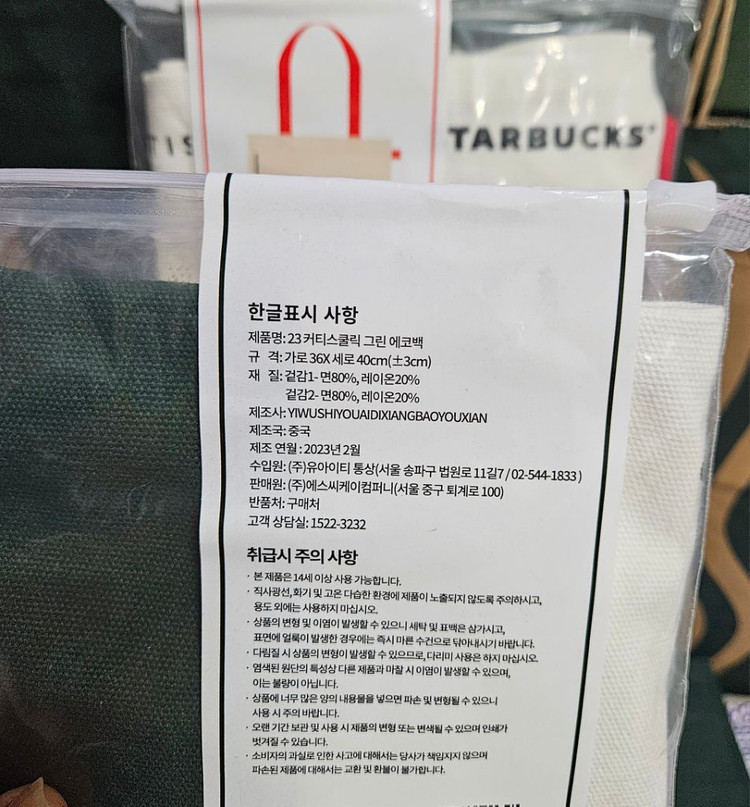 TIS
TARBUCKS
한글표시 사항
제품명: 23 커티스쿨릭 그린 에코백
규 격: 가로 36X 세로 40cm(±3cm)
재 질: 겉감1- 면80%, 레이온20%
겉감2- 면80%, 레이온20%
제조사: YIWUSHIYOUAIDIXIANGBAOYOUXIAN
제조국: 중국
제조 연월 : 2023년 2월
수입원: (주)유아이티 통상(서울 송파구 법원로 11길7 / 02-544-1833 )
판매원: (주)에스씨케이컴퍼니(서울 중구 퇴계로 100)
반품처: 구매처
고객 상담실: 1522-3232
취급시 주의 사항
· 본 제품은 14세 이상 사용 가능합니다.
· 직사광선, 화기 및 고온 다습한 환경에 제품이 노출되지 않도록 주의하시고,
용도 외에는 사용하지 마십시오.
· 상품의 변형 및 이염이 발생할 수 있으니 세탁 및 표백은 삼가시고,
표면에 얼룩이 발생한 경우에는 즉시 마른 수건으로 닦아내시기 바랍니다.
· 다림질 시 상품의 변형이 발생할 수 있으므로, 다리미 사용은 하지 마십시오.
· 염색된 원단의 특성상 다른 제품과 마찰 시 이염이 발생할 수 있으며,
이는 불량이 아닙니다.
· 상품에 너무 많은 양의 내용물을 넣으면 파손 및 변형될 수 있으니
사용 시 주의 바랍니다.
· 오랜 기간 보관 및 사용 시 제품의 변형 또는 변색될 수 있으며 인쇄가
벗겨질 수 있습니다.
· 소비자의 과실로 인한 사고에 대해서는 당사가 책임지지 않으며
파손된 제품에 대해서는 교환 및 환불이 불가합니다.